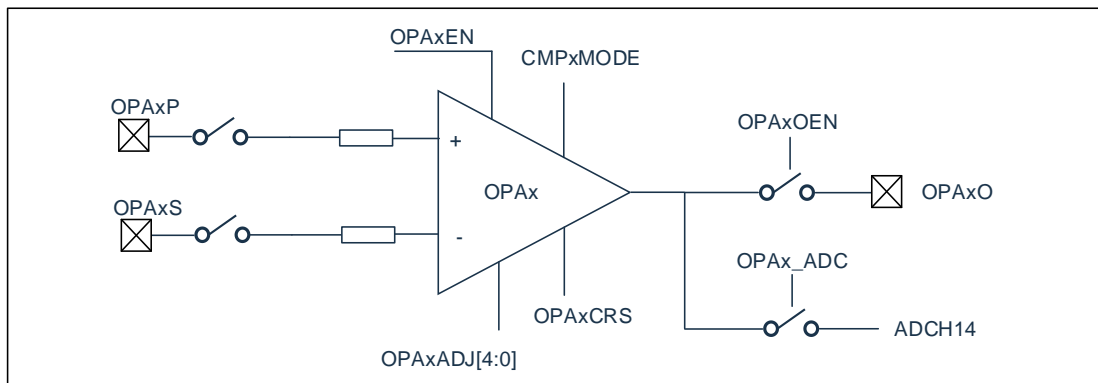 OPAxEN
CMPxMODE
OPAxP
OPAxOEN
+
OPAx
OPAxO
OPAxS
-
OPAx_ADC
OPAxCRS
ADCH14
OPAxADJ[4:0]